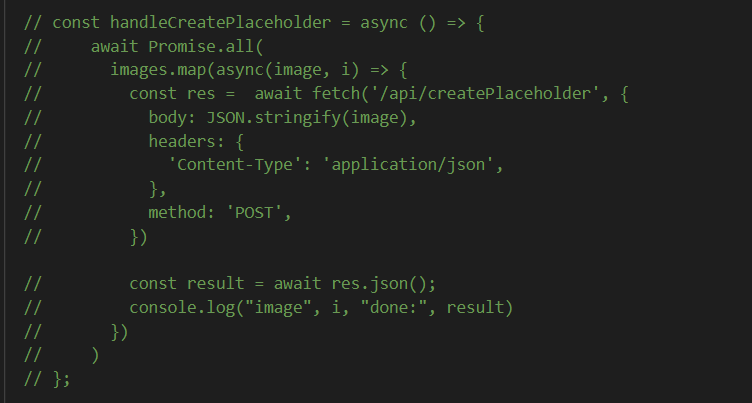 // const handleCreatePlaceholder = async () => {
//     await Promise.all(
//       images.map(async(image, i) => {
//         const res =  await fetch('/api/createPlaceholder', {
//           body: JSON.stringify(image),
//           headers: {
//             'Content-Type': 'application/json',
//           },
//           method: 'POST',
//         })

//         const result = await res.json();
//         console.log("image", i, "done:", result)
//       })
//     )
// };